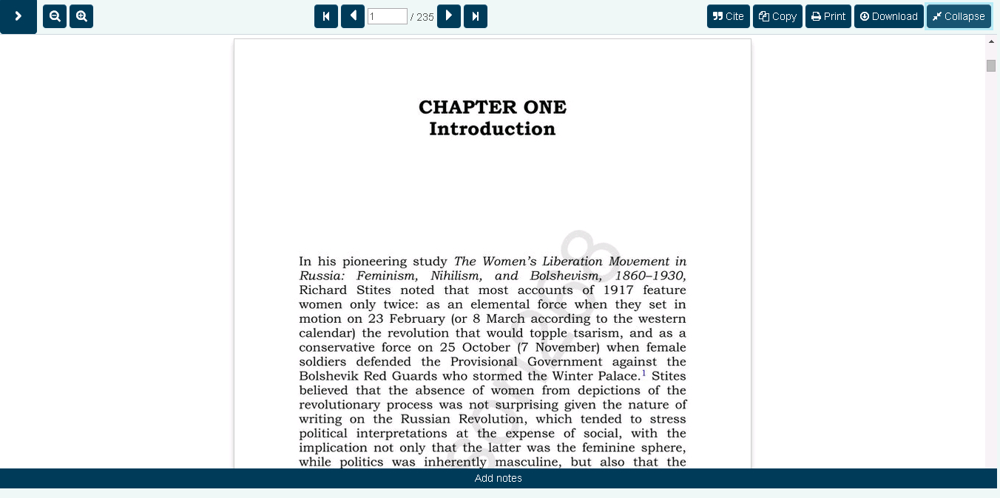 1 / 235 Cite Copy Print Download Collapse
CHAPTER ONE
Introduction
In his pioneering study The Women's Liberation Movement in
Russia: Feminism, Nihilism, and Bolshevism, 1860–1930,
Richard Stites noted that most accounts of 1917 feature
women only twice: as an elemental force when they set in
motion on 23 February (or 8 March according to the western
calendar) the revolution that would topple tsarism, and as a
conservative force on 25 October (7 November) when female
soldiers defended the Provisional Government against the
Bolshevik Red Guards who stormed the Winter Palace.1 Stites
believed that the absence of women from depictions of the
revolutionary process was not surprising given the nature of
writing on the Russian Revolution, which tended to stress
political interpretations at the expense of social, with the
implication not only that the latter was the feminine sphere,
while politics was inherently masculine, but also that the
Add notes